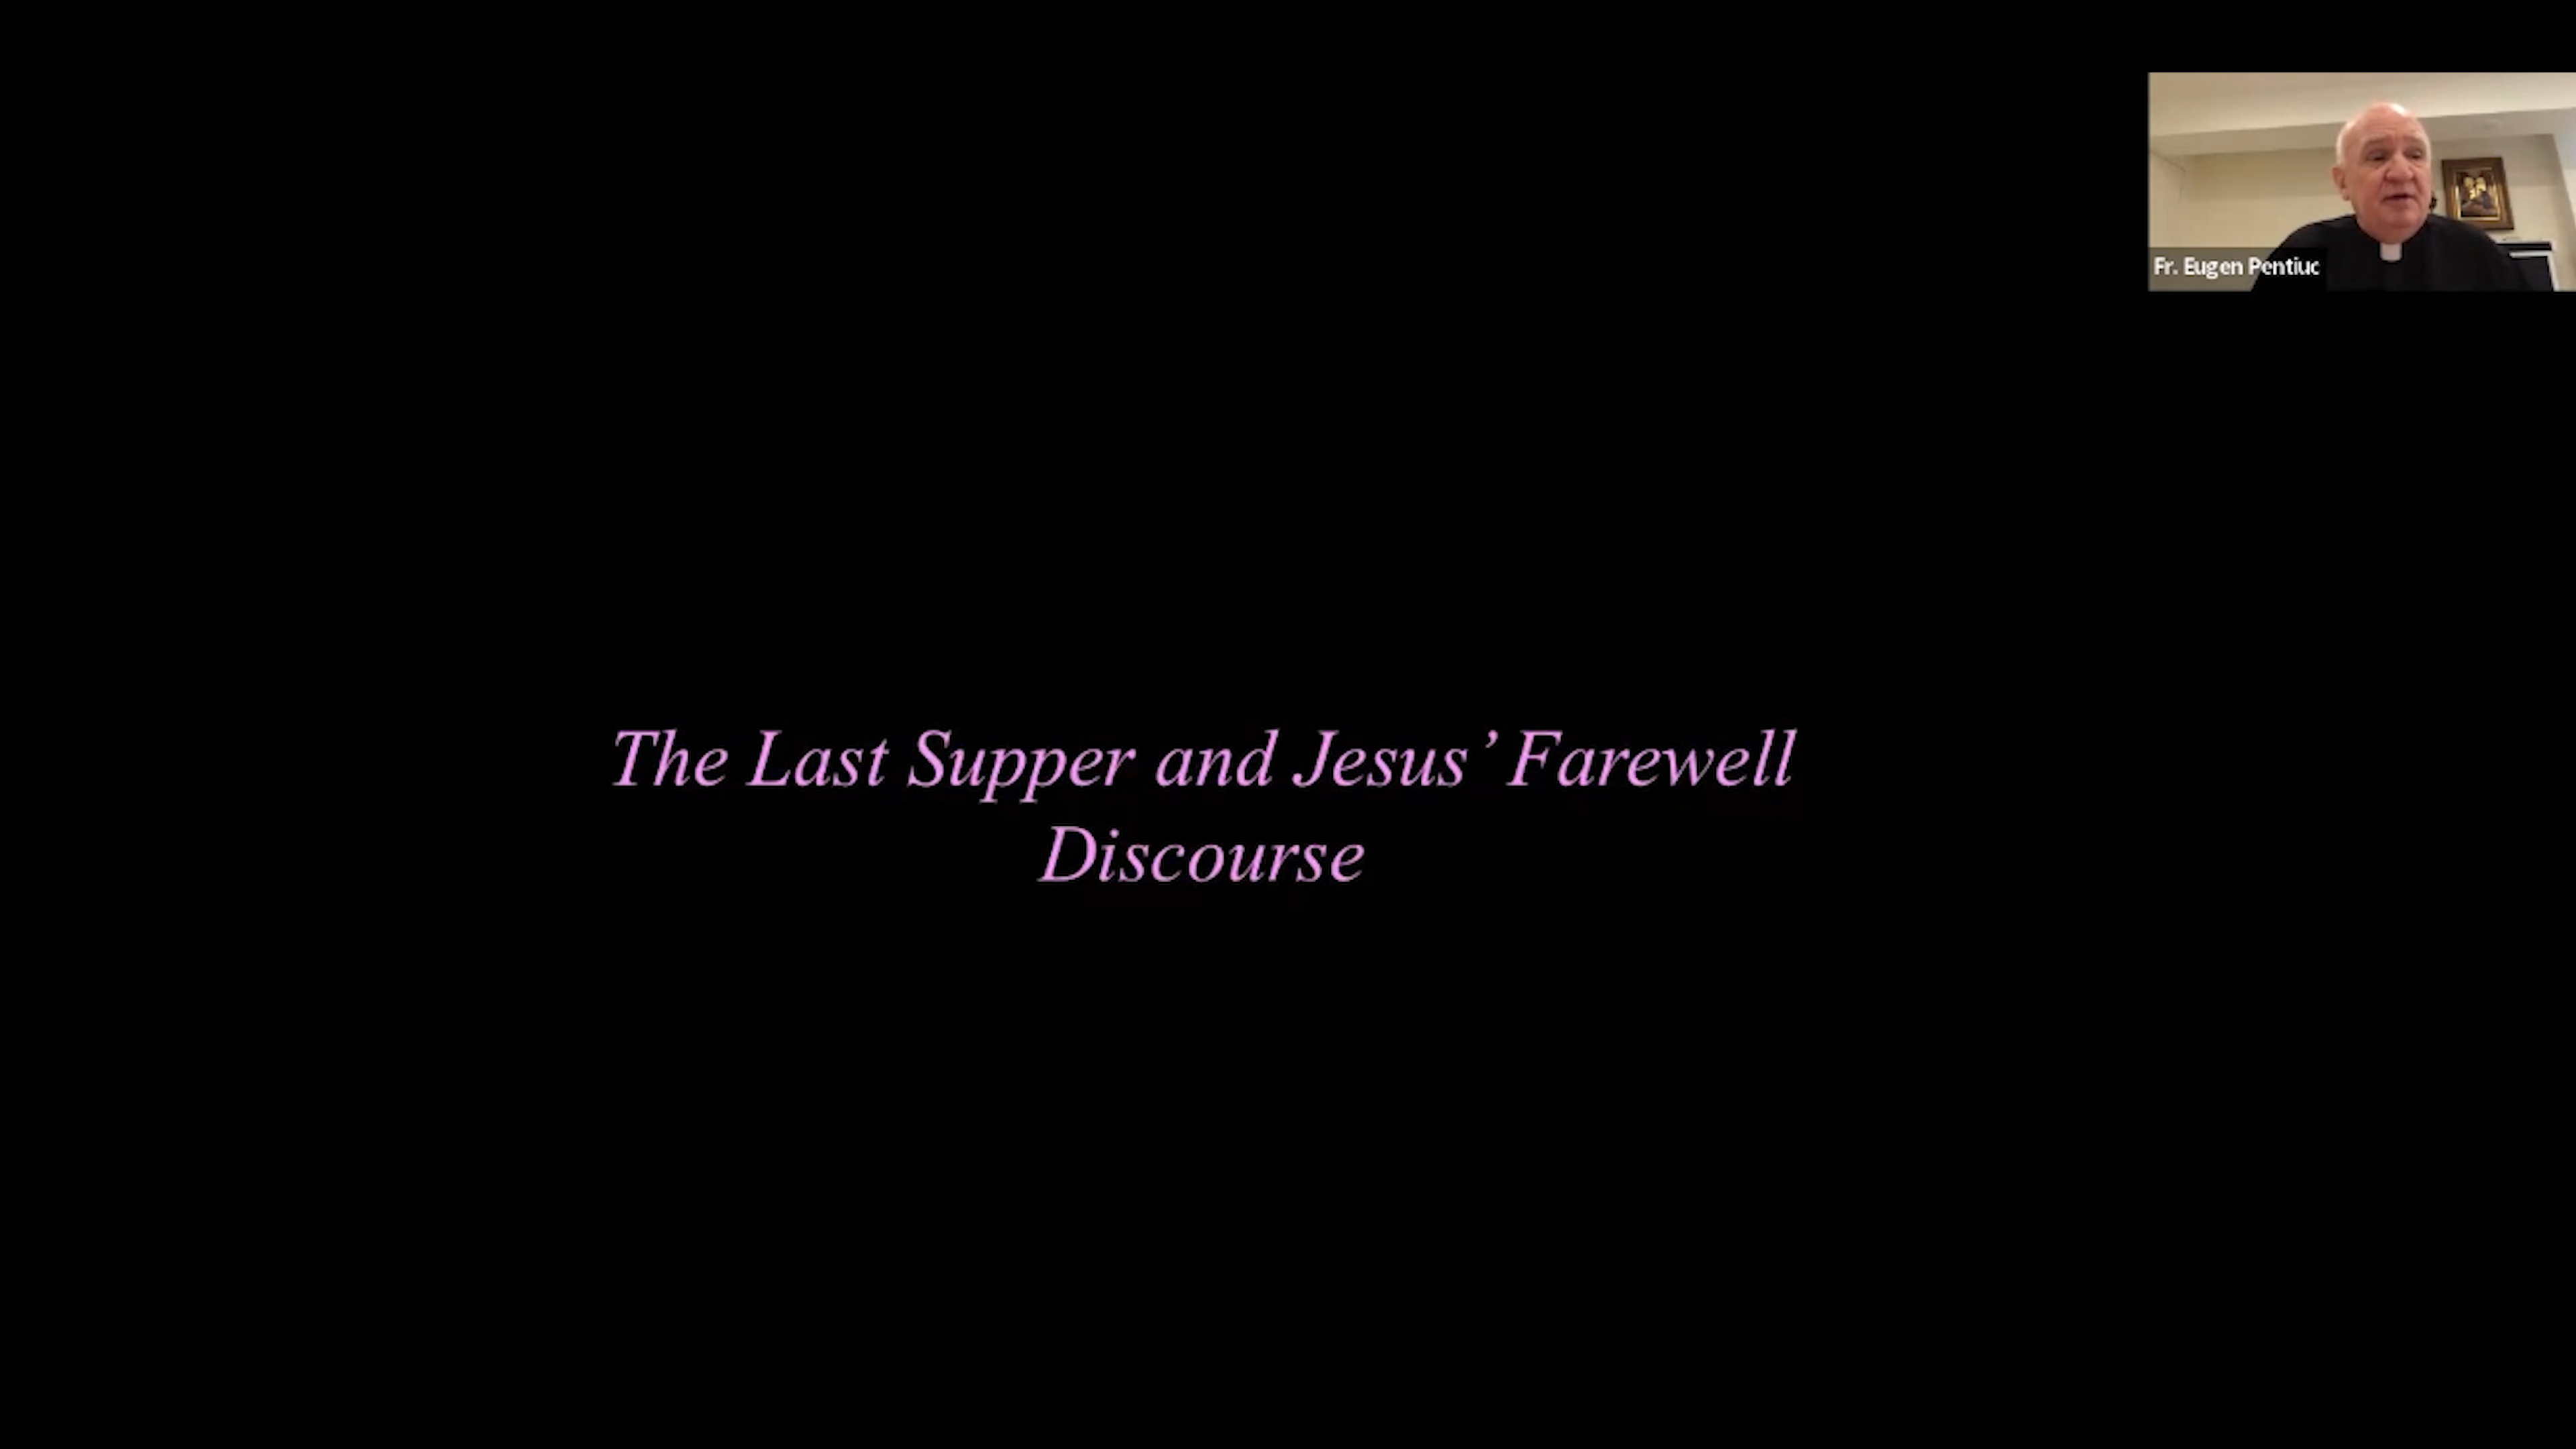 Fr. Eugen Pentiuc
The Last Supper and Jesus’ Farewell
Discourse